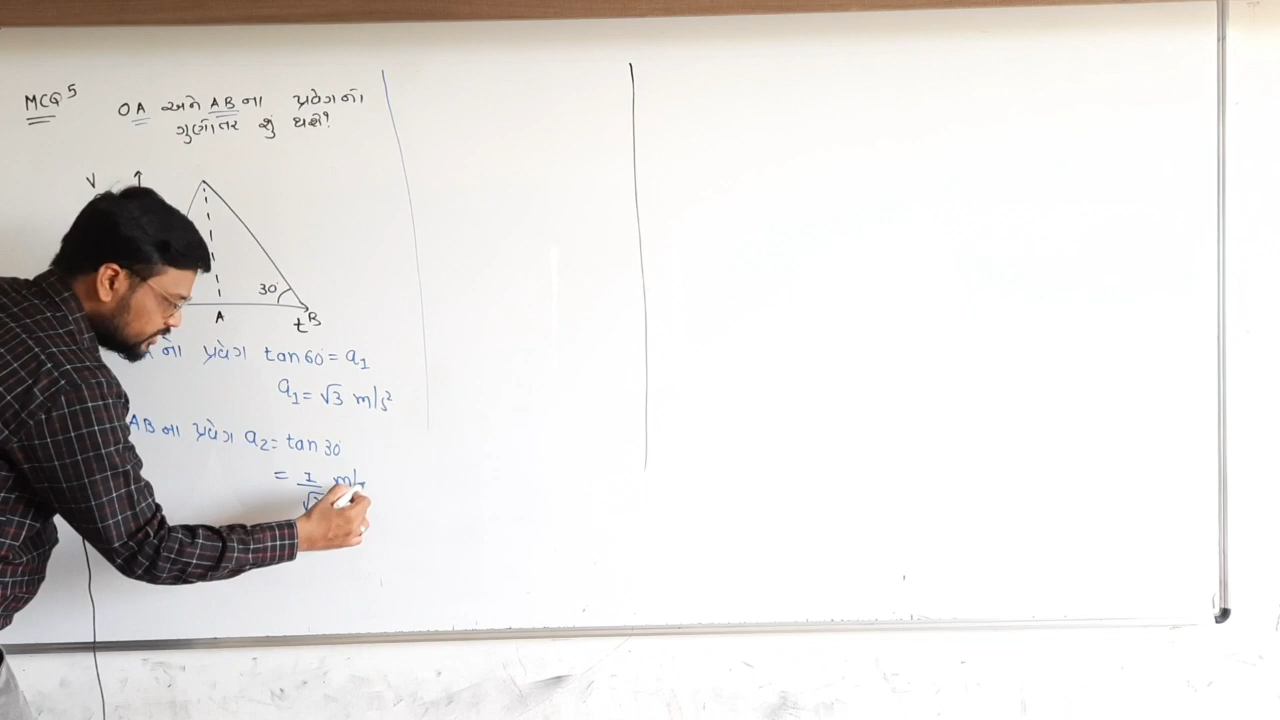 MCQ 5
OA અને AB ના પ્રવેગનો
ગુણોતર શું થશે?
V
30°
A
t B
નો પ્રવેગ tan 60° = a₁
a₁ = √3 m/s²
AB ના પ્રવેગ a₂ = tan 30°
= 1/√3 m/